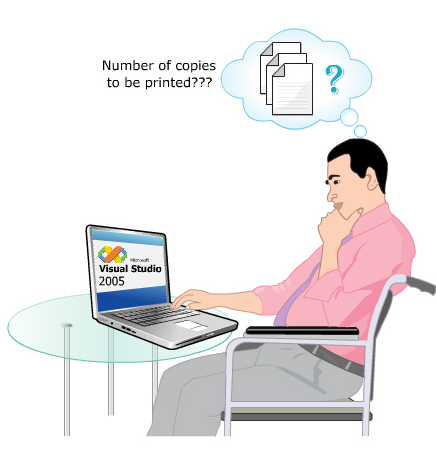 Number of copies
to be printed???
?
Microsoft
Visual Studio
2005